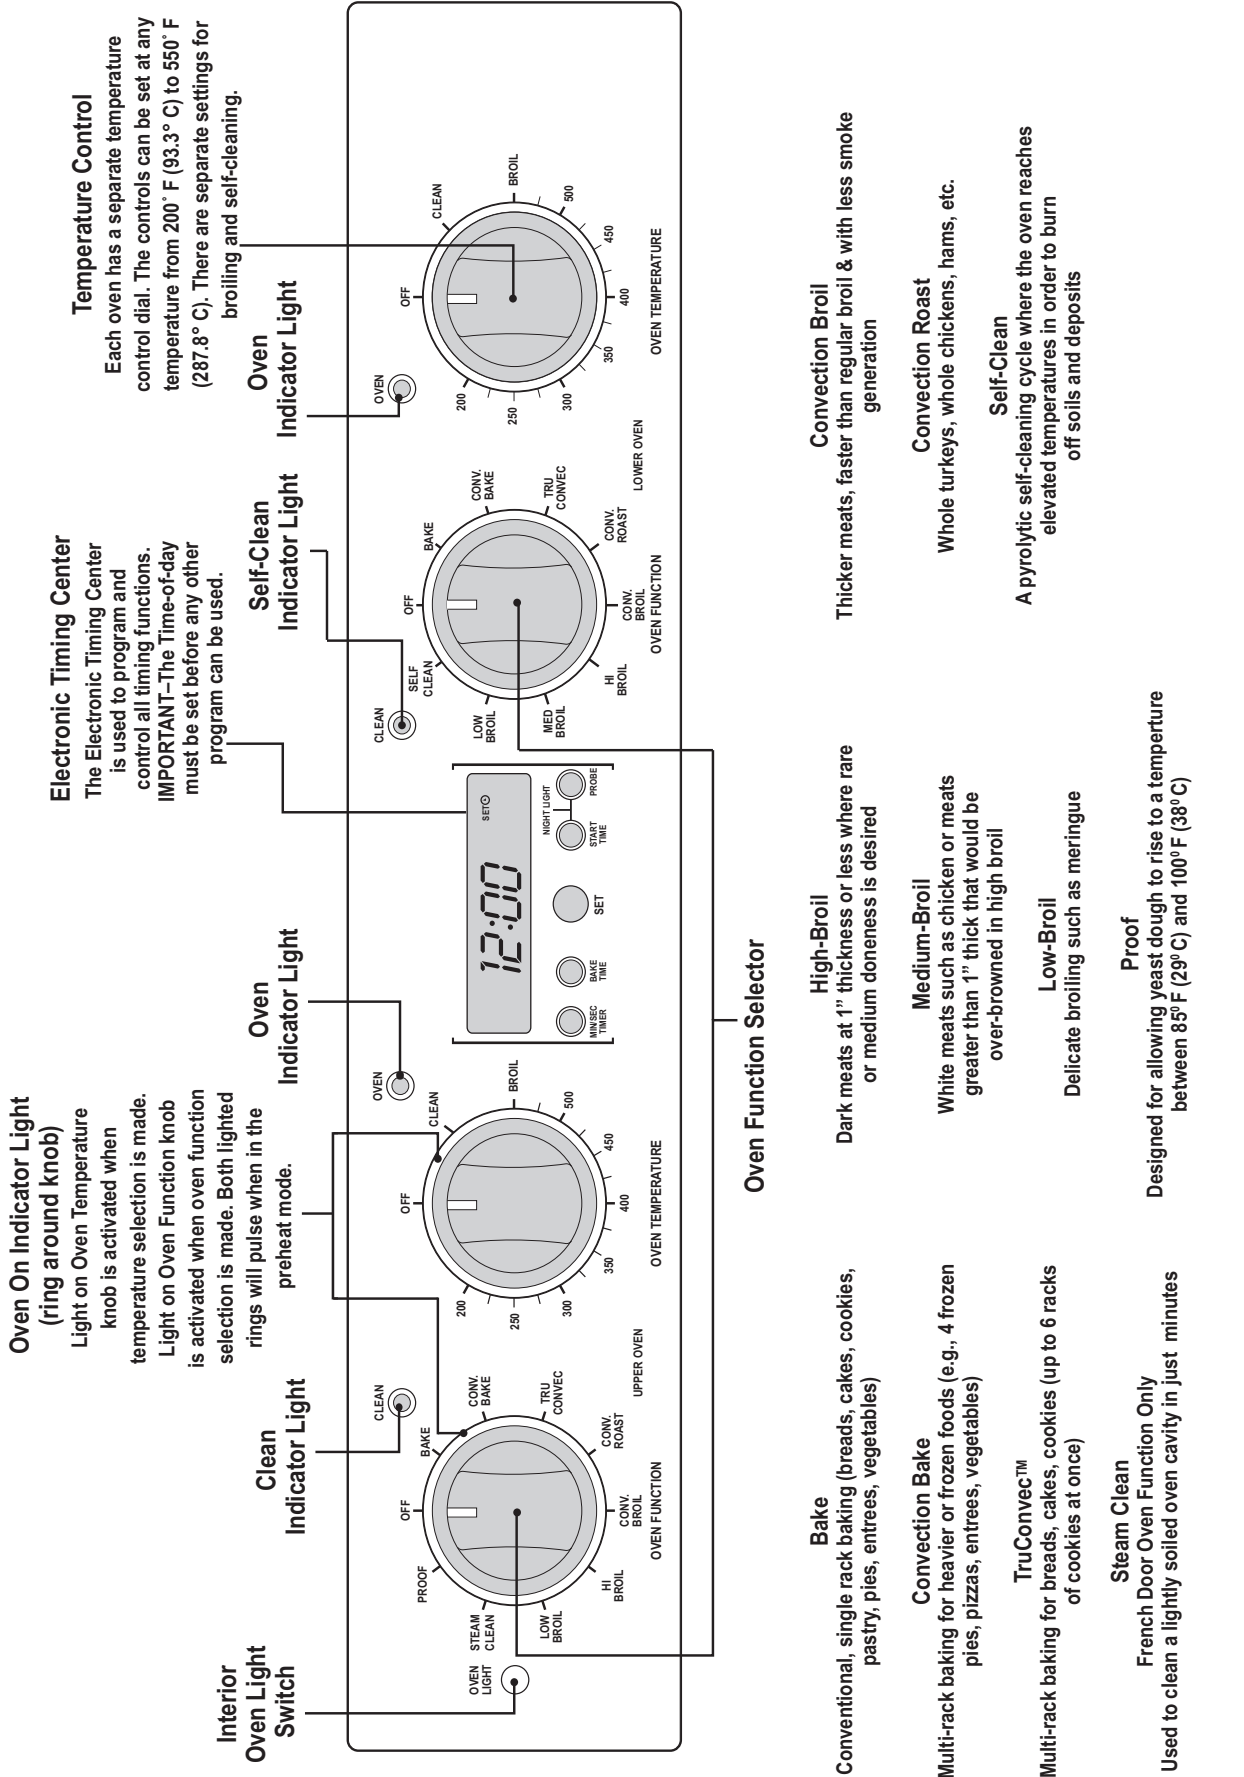 Oven On Indicator Light
(ring around knob)
Light on Oven Temperature
knob is activated when
temperature selection is made.
Light on Oven Function knob
is activated when oven function
selection is made. Both lighted
rings will pulse when in the
preheat mode.
Electronic Timing Center
The Electronic Timing Center
is used to program and
control all timing functions.
IMPORTANT–The Time-of-day
must be set before any other
program can be used.
Temperature Control
Each oven has a separate temperature
control dial. The controls can be set at any
temperature from 200˚ F (93.3° C) to 550˚ F
(287.8° C). There are separate settings for
broiling and self-cleaning.
Interior
Oven Light
Switch
Clean
Indicator Light
Oven
Indicator Light
Self-Clean
Indicator Light
Oven
Indicator Light
OVEN
LIGHT
OFF
BAKE
CONV.
BAKE
TRU
CONVEC
CONV.
ROAST
CONV.
BROIL
HI
BROIL
LOW
BROIL
STEAM
CLEAN
PROOF
OVEN FUNCTION
CLEAN
UPPER OVEN
OFF
CLEAN
BROIL
500
450
400
350
300
250
200
OVEN TEMPERATURE
OVEN
12:00
SET
MIN/SEC
TIMER
BAKE
TIME
SET
START
TIME
NIGHT LIGHT
PROBE
CLEAN
OFF
BAKE
CONV.
BAKE
TRU
CONVEC
CONV.
ROAST
CONV.
BROIL
HI
BROIL
MED
BROIL
LOW
BROIL
SELF
CLEAN
OVEN FUNCTION
LOWER OVEN
OVEN
OFF
CLEAN
BROIL
500
450
400
350
300
250
200
OVEN TEMPERATURE
Oven Function Selector
Bake
Conventional, single rack baking (breads, cakes, cookies,
pastry, pies, entrees, vegetables)
Convection Bake
Multi-rack baking for heavier or frozen foods (e.g., 4 frozen
pies, pizzas, entrees, vegetables)
TruConvec™
Multi-rack baking for breads, cakes, cookies (up to 6 racks
of cookies at once)
Steam Clean
French Door Oven Function Only
Used to clean a lightly soiled oven cavity in just minutes
High-Broil
Dark meats at 1” thickness or less where rare
or medium doneness is desired
Medium-Broil
White meats such as chicken or meats
greater than 1” thick that would be
over-browned in high broil
Low-Broil
Delicate broiling such as meringue
Proof
Designed for allowing yeast dough to rise to a temperture
between 85⁰ F (29⁰ C) and 100⁰ F (38⁰ C)
Convection Broil
Thicker meats, faster than regular broil & with less smoke
generation
Convection Roast
Whole turkeys, whole chickens, hams, etc.
Self-Clean
A pyrolytic self-cleaning cycle where the oven reaches
elevated temperatures in order to burn
off soils and deposits